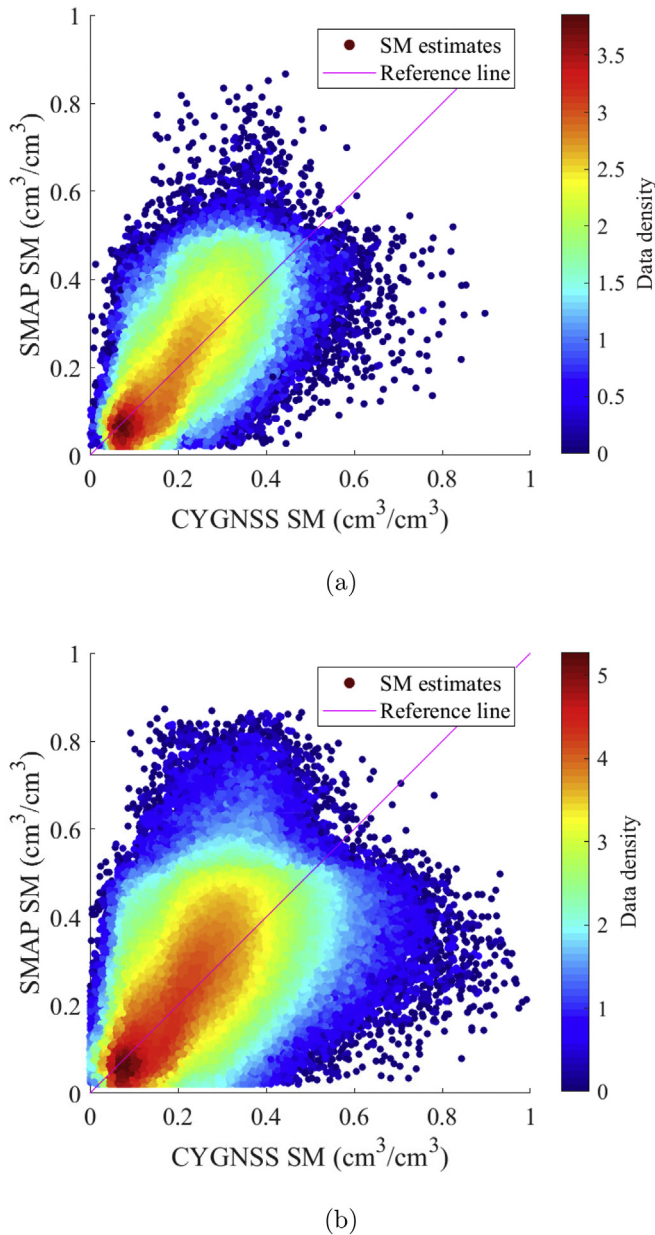 1
0.8
0.6
0.4
0.2
0
SMAP SM (cm³/cm³)
SM estimates
Reference line
0 0.2 0.4 0.6 0.8 1
CYGNSS SM (cm³/cm³)
3.5
3
2.5
2
1.5
1
0.5
0
Data density
(a)
1
0.8
0.6
0.4
0.2
0
SMAP SM (cm³/cm³)
SM estimates
Reference line
0 0.2 0.4 0.6 0.8 1
CYGNSS SM (cm³/cm³)
5
4
3
2
1
0
Data density
(b)